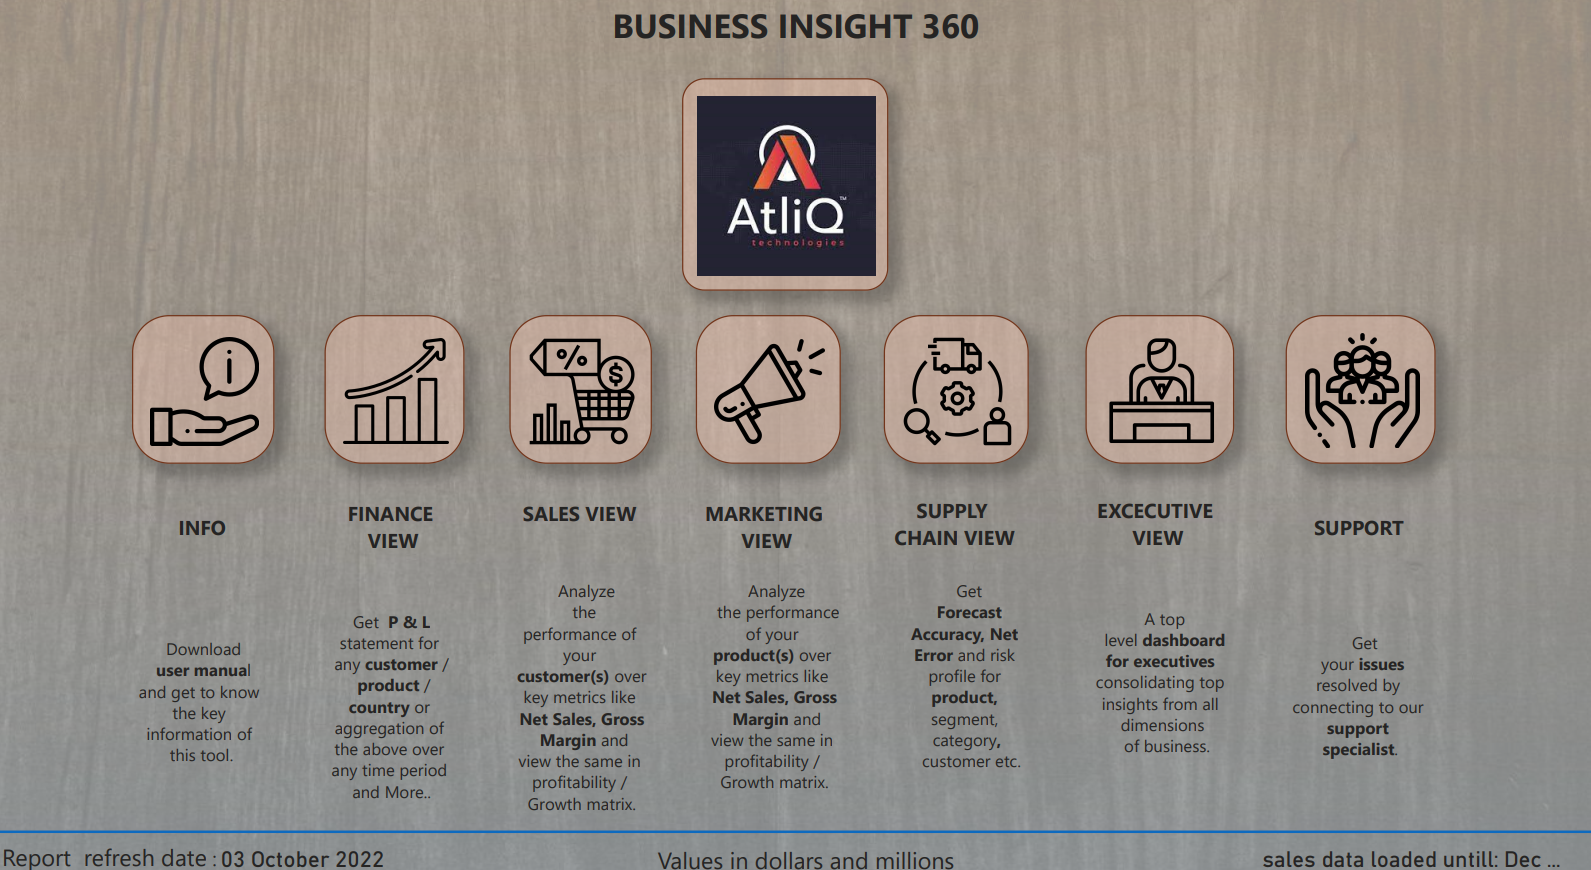 BUSINESS INSIGHT 360
AtliQ™
technologies
%
$
i
INFO
Download
user manual
and get to know
the key
information of
this tool.
FINANCE
VIEW
Get P & L
statement for
any customer /
product /
country or
aggregation of
the above over
any time period
and More..
SALES VIEW
Analyze
the
performance of
your
customer(s) over
key metrics like
Net Sales, Gross
Margin and
view the same in
profitability /
Growth matrix.
MARKETING
VIEW
Analyze
the performance
of your
product(s) over
key metrics like
Net Sales, Gross
Margin and
view the same in
profitability /
Growth matrix.
SUPPLY
CHAIN VIEW
Get
Forecast
Accuracy, Net
Error and risk
profile for
product,
segment,
category,
customer etc.
EXCECUTIVE
VIEW
A top
level dashboard
for executives
consolidating top
insights from all
dimensions
of business.
SUPPORT
Get
your issues
resolved by
connecting to our
support
specialist.
Report refresh date : 03 October 2022
Values in dollars and millions
sales data loaded untill: Dec ...